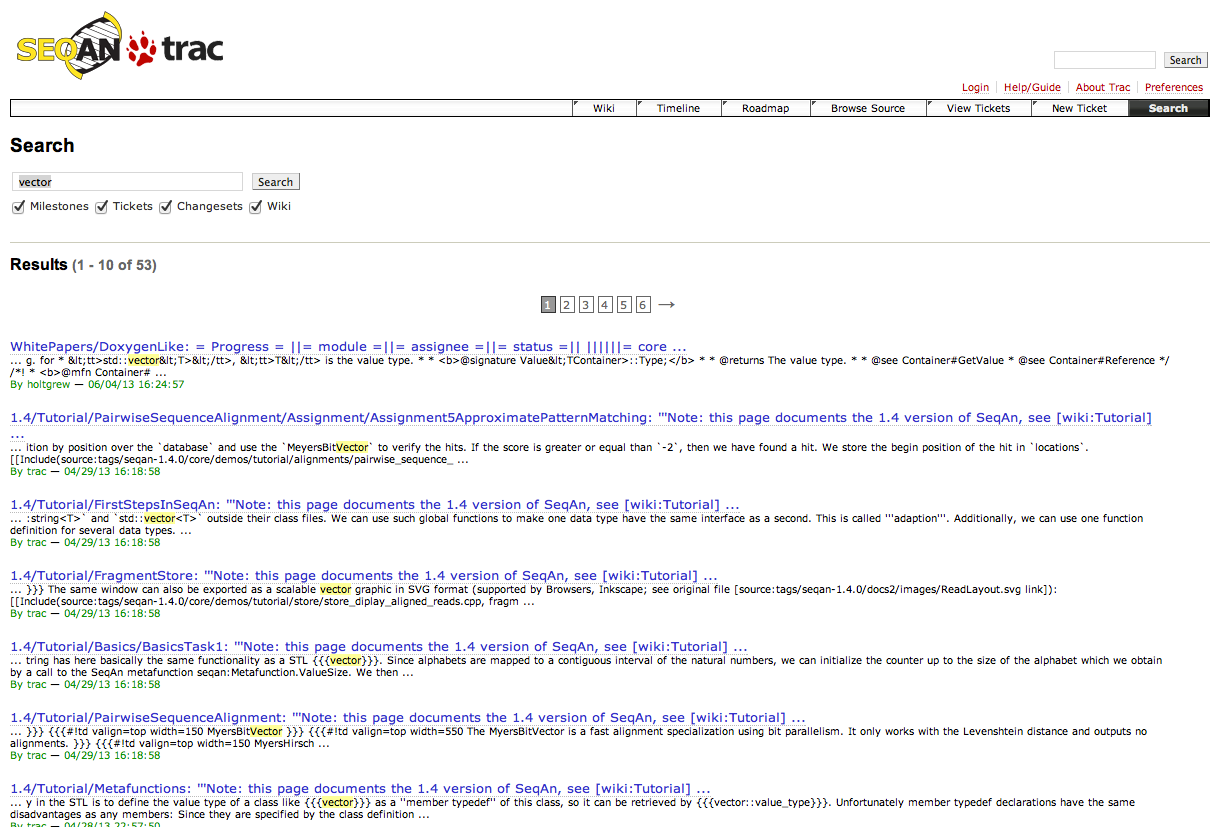 SEQAN trac
Search
Login Help/Guide About Trac Preferences
Wiki Timeline Roadmap Browse Source View Tickets New Ticket Search
Search
vector Search
Milestones Tickets Changesets Wiki
Results (1 - 10 of 53)
1 2 3 4 5 6 →
WhitePapers/DoxygenLike: = Progress = ||= module =||= assignee =||= status =|| ||||||= core ...
... g. for * &lt;tt>std::vector&lt;T>&lt;/tt>, &lt;tt>T&lt;/tt> is the value type. * * <b>@signature Value&lt;TContainer>::Type;</b> * * @returns The value type. * * @see Container#GetValue * @see Container#Reference */
/*! * <b>@mfn Container# ...
By holtgrew — 06/04/13 16:24:57
1.4/Tutorial/PairwiseSequenceAlignment/Assignment/Assignment5ApproximatePatternMatching: '''Note: this page documents the 1.4 version of SeqAn, see [wiki:Tutorial]
...
... ition by position over the `database` and use the `MeyersBitVector` to verify the hits. If the score is greater or equal than `-2`, then we have found a hit. We store the begin position of the hit in `locations`.
[[Include(source:tags/seqan-1.4.0/core/demos/tutorial/alignments/pairwise_sequence_ ...
By trac — 04/29/13 16:18:58
1.4/Tutorial/FirstStepsInSeqAn: '''Note: this page documents the 1.4 version of SeqAn, see [wiki:Tutorial] ...
... :string<T>` and `std::vector<T>` outside their class files. We can use such global functions to make one data type have the same interface as a second. This is called '''adaption'''. Additionally, we can use one function
definition for several data types. ...
By trac — 04/29/13 16:18:58
1.4/Tutorial/FragmentStore: '''Note: this page documents the 1.4 version of SeqAn, see [wiki:Tutorial] ...
... }}} The same window can also be exported as a scalable vector graphic in SVG format (supported by Browsers, Inkscape; see original file [source:tags/seqan-1.4.0/docs2/images/ReadLayout.svg link]):
[[Include(source:tags/seqan-1.4.0/core/demos/tutorial/store/store_diplay_aligned_reads.cpp, fragm ...
By trac — 04/29/13 16:18:58
1.4/Tutorial/Basics/BasicsTask1: '''Note: this page documents the 1.4 version of SeqAn, see [wiki:Tutorial] ...
... tring has here basically the same functionality as a STL {{{vector}}}. Since alphabets are mapped to a contiguous interval of the natural numbers, we can initialize the counter up to the size of the alphabet which we obtain
by a call to the SeqAn metafunction seqan:Metafunction.ValueSize. We then ...
By trac — 04/29/13 16:18:58
1.4/Tutorial/PairwiseSequenceAlignment: '''Note: this page documents the 1.4 version of SeqAn, see [wiki:Tutorial] ...
... }}} {{{#!td valign=top width=150 MyersBitVector }}} {{{#!td valign=top width=550 The MyersBitVector is a fast alignment specialization using bit parallelism. It only works with the Levenshtein distance and outputs no
alignments. }}} {{{#!td valign=top width=150 MyersHirsch ...
By trac — 04/29/13 16:18:58
1.4/Tutorial/Metafunctions: '''Note: this page documents the 1.4 version of SeqAn, see [wiki:Tutorial] ...
... y in the STL is to define the value type of a class like {{{vector}}} as a ''member typedef'' of this class, so it can be retrieved by {{{vector::value_type}}}. Unfortunately member typedef declarations have the same
disadvantages as any members: Since they are specified by the class definition ...
By trac — 04/28/13 22:57:50